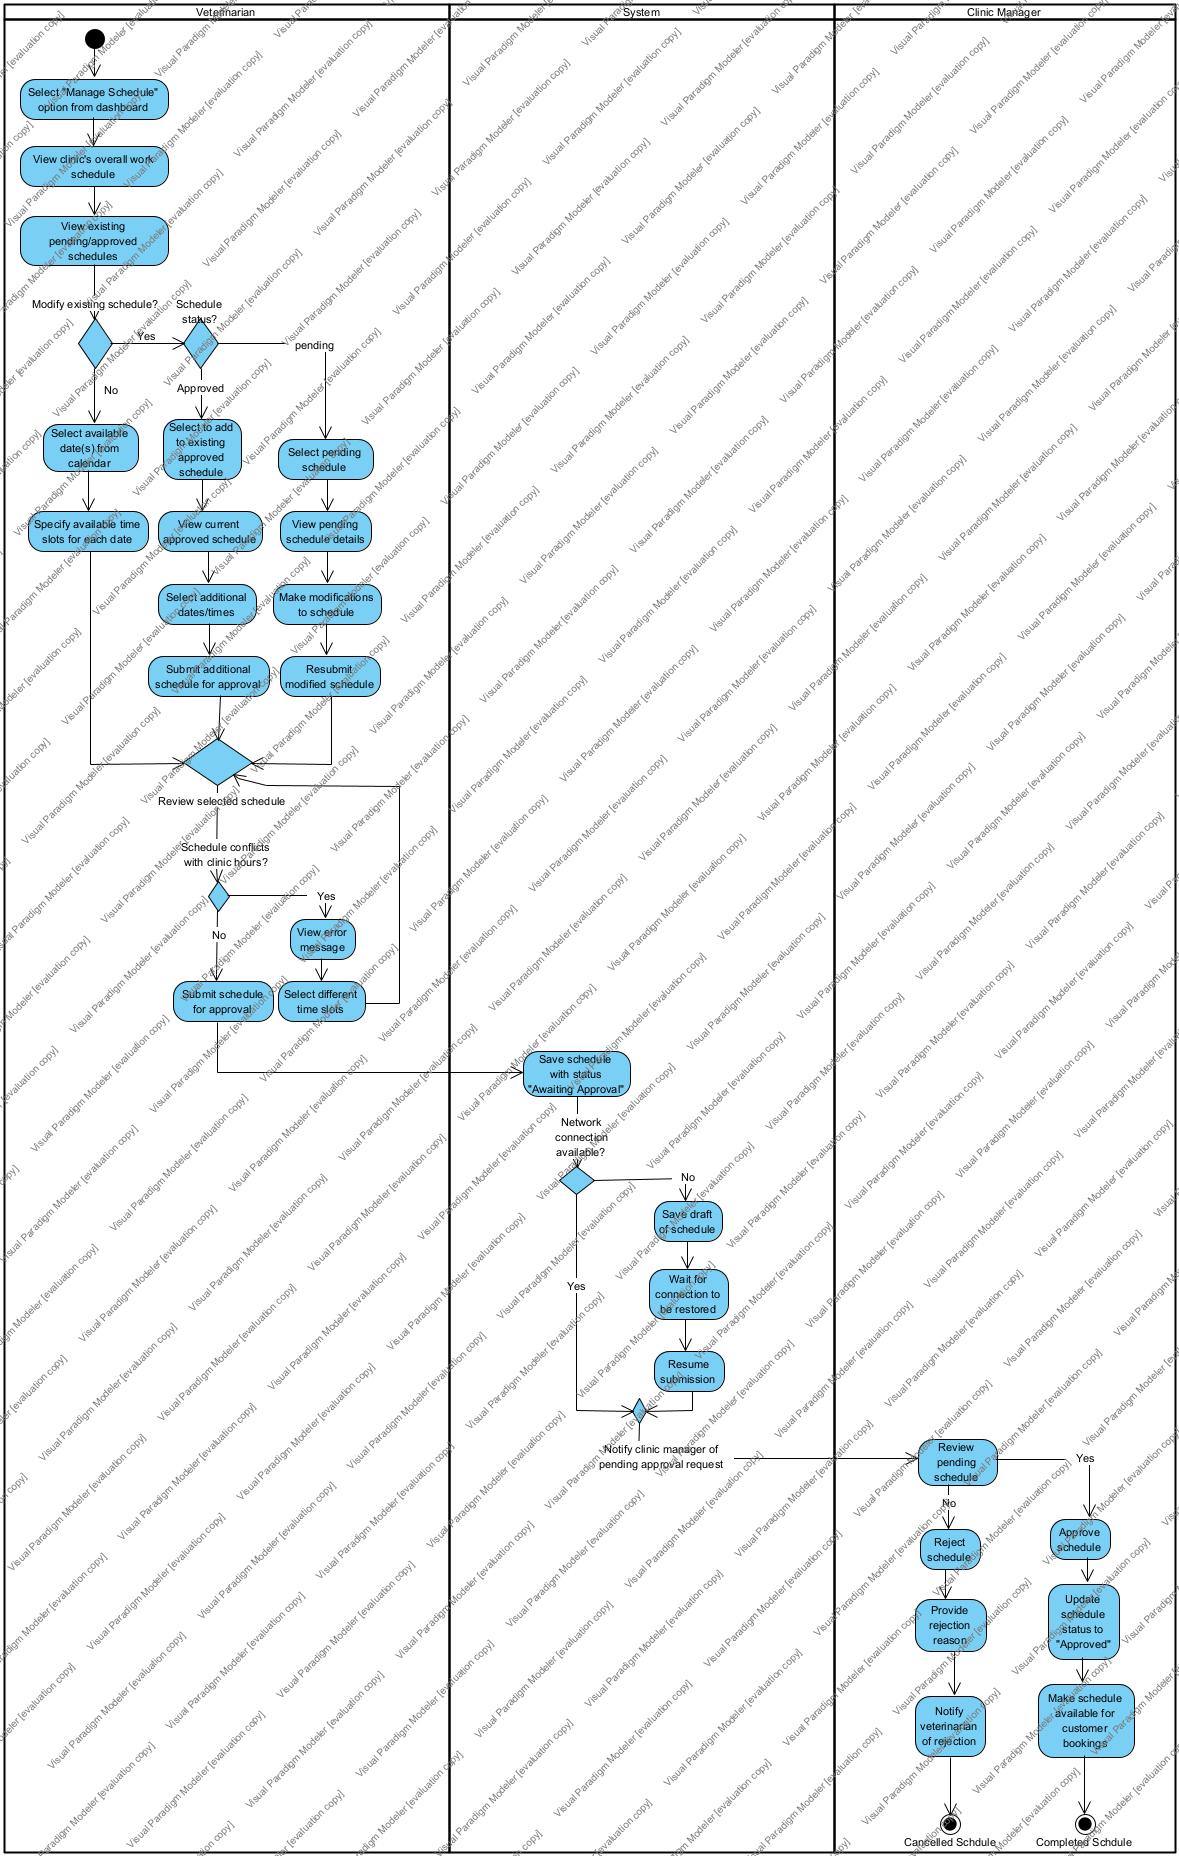 Veterinarian
System
Clinic Manager
Select "Manage Schedule"
option from dashboard
View clinic's overall work
schedule
View existing
pending/approved
schedules
Modify existing schedule?
Schedule
status?
Yes
pending
No
Approved
Select available
date(s) from
calendar
Select to add
to existing
approved
schedule
Select pending
schedule
Specify available time
slots for each date
View current
approved schedule
View pending
schedule details
Select additional
dates/times
Make modifications
to schedule
Submit additional
schedule for approval
Resubmit
modified schedule
Review selected schedule
Schedule conflicts
with clinic hours?
Yes
No
View error
message
Submit schedule
for approval
Select different
time slots
Save schedule
with status
"Awaiting Approval"
Network
connection
available?
No
Save draft
of schedule
Yes
Wait for
connection to
be restored
Resume
submission
Notify clinic manager of
pending approval request
Review
pending
schedule
Yes
No
Reject
schedule
Approve
schedule
Provide
rejection
reason
Update
schedule
status to
"Approved"
Notify
veterinarian
of rejection
Make schedule
available for
customer
bookings
Cancelled Schdule
Completed Schdule
Visual Paradigm Modeler [evaluation copy]